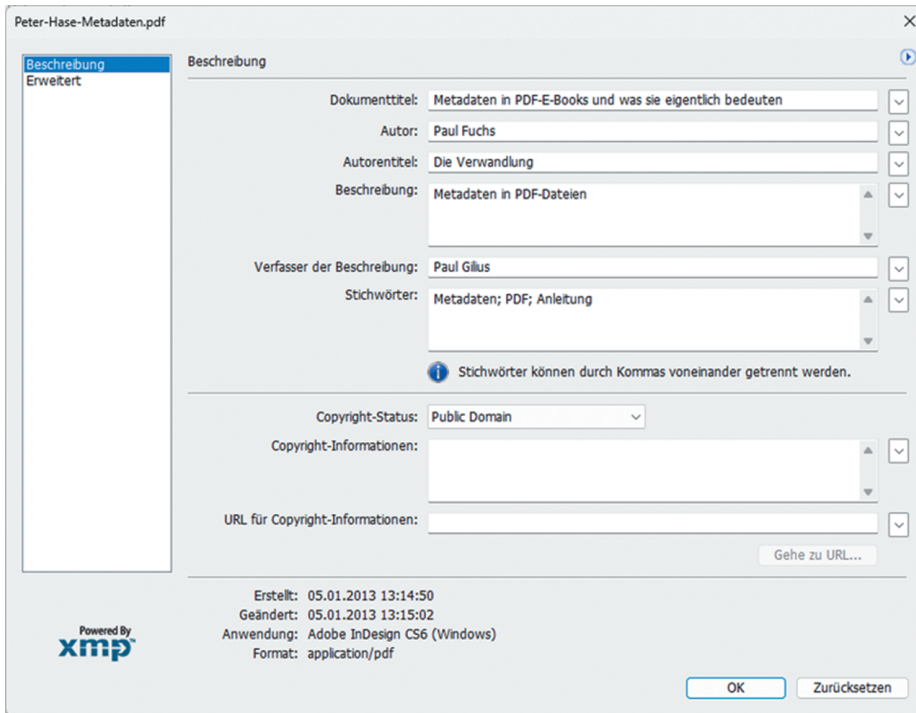 Peter-Hase-Metadaten.pdf
Beschreibung
Erweitert
Beschreibung
Dokumenttitel: Metadaten in PDF-E-Books und was sie eigentlich bedeuten
Autor: Paul Fuchs
Autorentitel: Die Verwandlung
Beschreibung: Metadaten in PDF-Dateien
Verfasser der Beschreibung: Paul Gilius
Stichwörter: Metadaten; PDF; Anleitung
Stichwörter können durch Kommas voneinander getrennt werden.
Copyright-Status: Public Domain
Copyright-Informationen:
URL für Copyright-Informationen:
Gehe zu URL...
Erstellt: 05.01.2013 13:14:50
Geändert: 05.01.2013 13:15:02
Anwendung: Adobe InDesign CS6 (Windows)
Format: application/pdf
Powered By
xmp™
OK Zurücksetzen